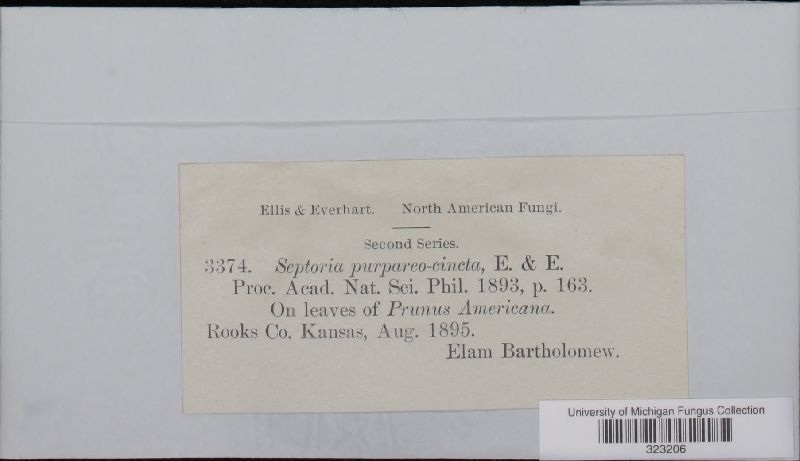 Ellis & Everhart. North American Fungi.
Second Series.
3374. Septoria purpareo-cincta, E. & E.
Proc. Acad. Nat. Sci. Phil. 1893, p. 163.
On leaves of Prunus Americana.
Rooks Co. Kansas, Aug. 1895.
Elam Bartholomew.
University of Michigan Fungus Collection
323206